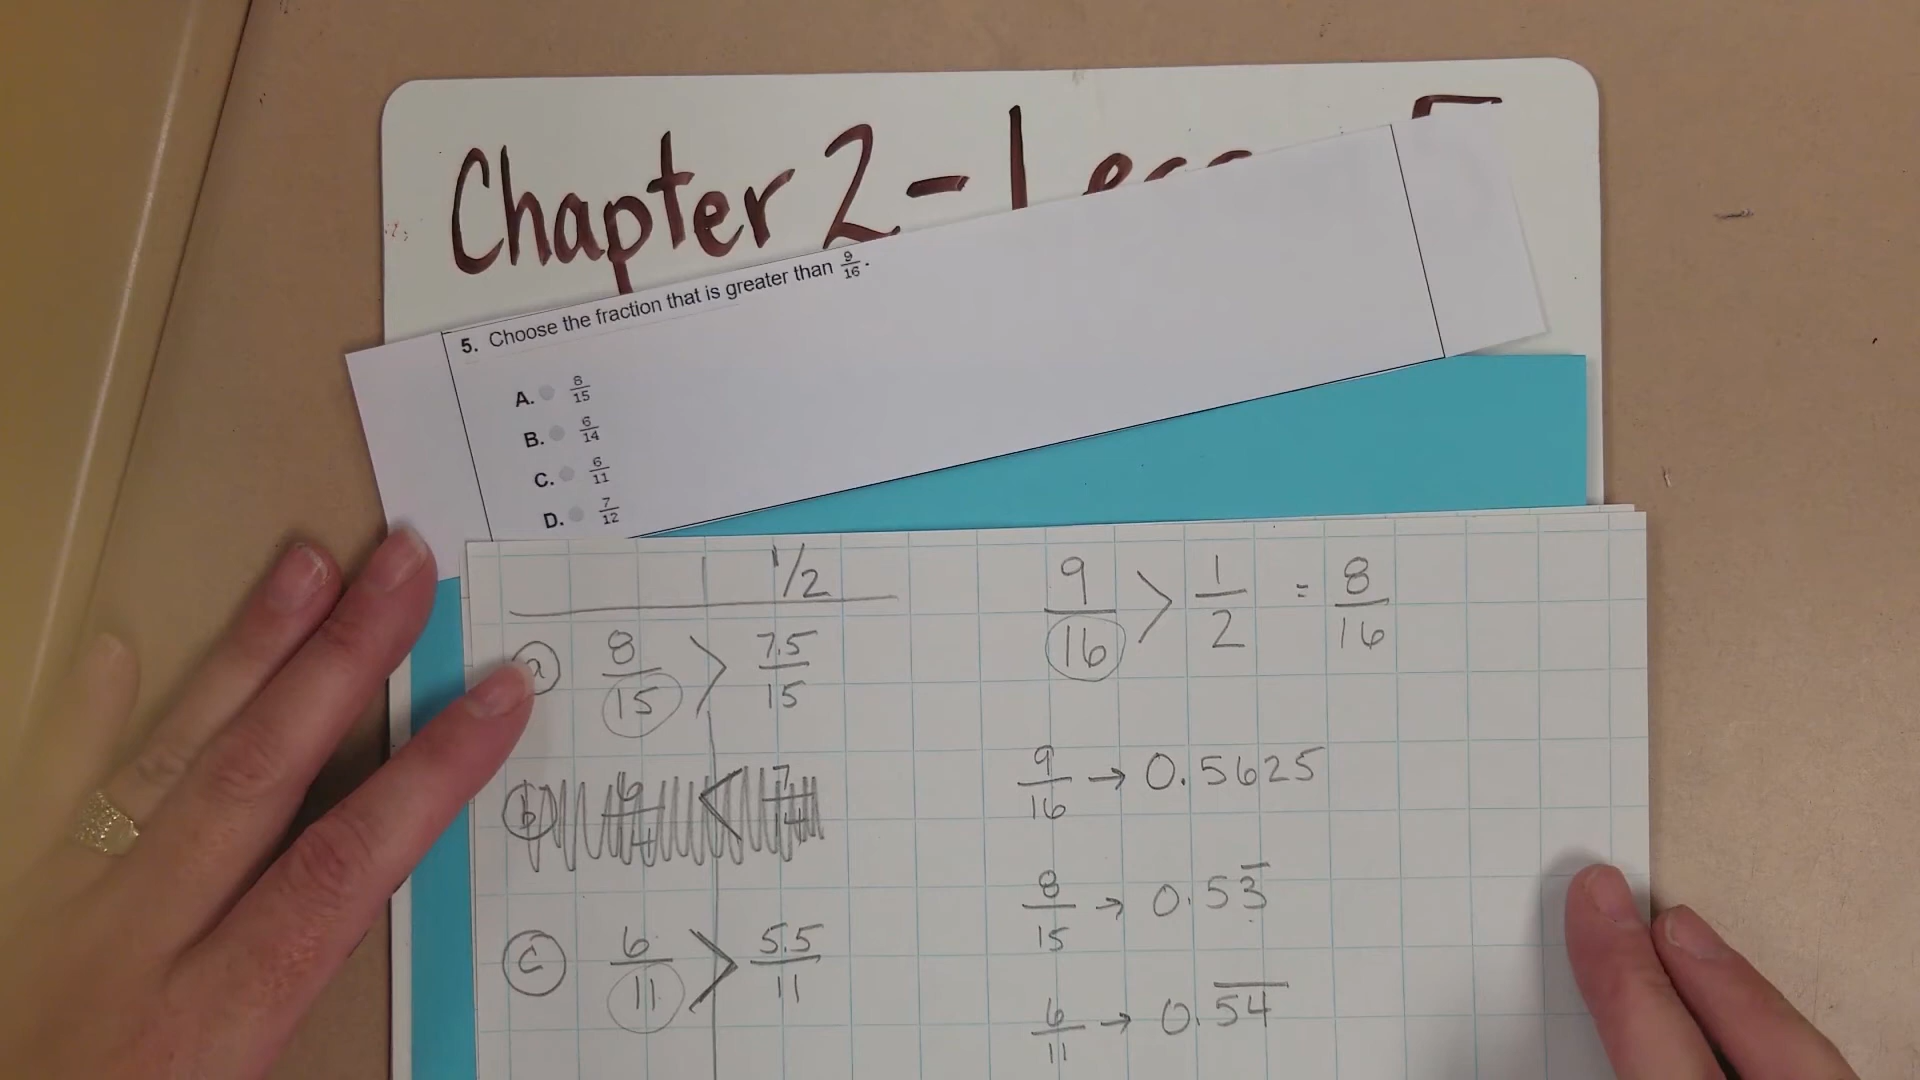 Chapter 2 -
5. Choose the fraction that is greater than 9/16.
A. 8/15
B. 6/14
C. 6/11
D. 7/12
1/2
a 8/15 > 7.5/15
b 6/14 < 7/14
c 6/11 > 5.5/11
9/16 > 1/2 = 8/16
9/16 → 0.5625
8/15 → 0.53̅
6/11 → 0.5̅4̅